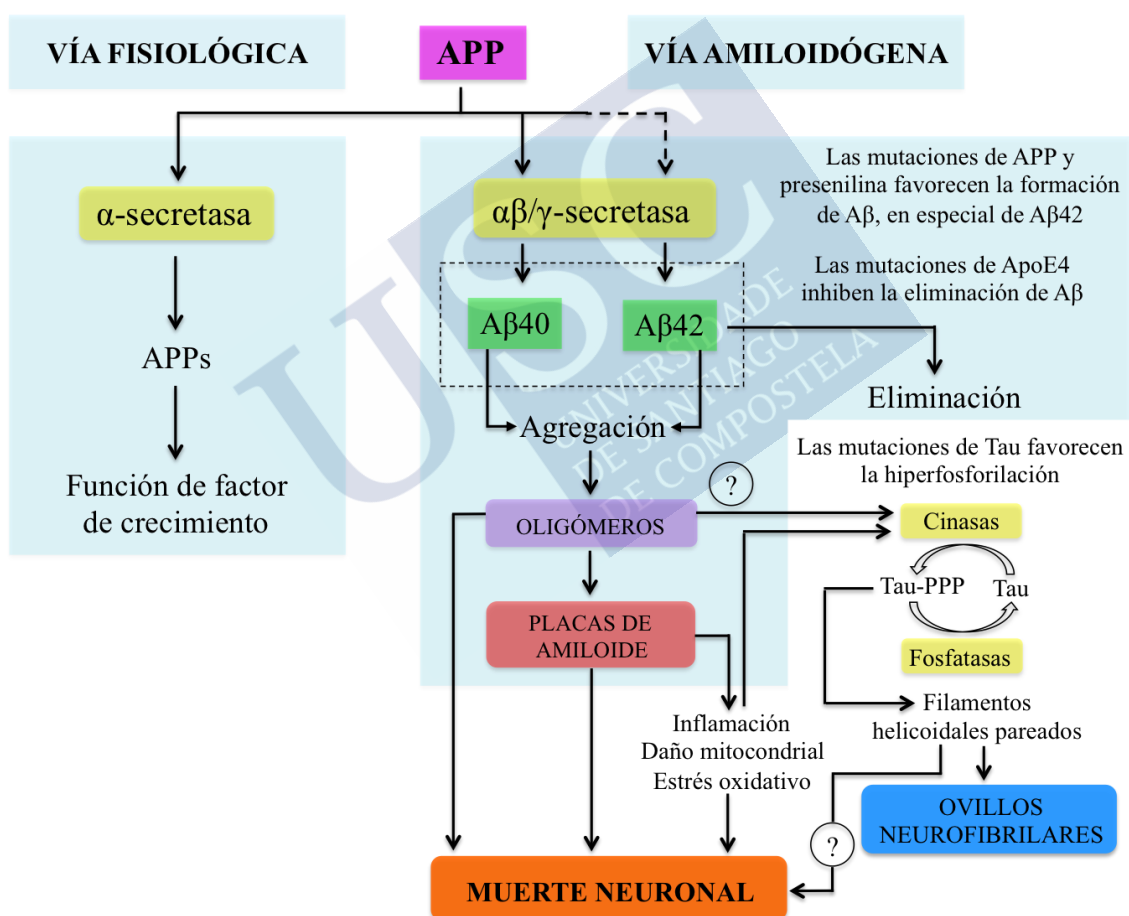 VÍA FISIOLÓGICA
APP
VÍA AMILOIDÓGENA
α-secretasa
APPs
Función de factor
de crecimiento
αβ/γ-secretasa
Aβ40
Aβ42
Las mutaciones de APP y
presenilina favorecen la formación
de Aβ, en especial de Aβ42
Las mutaciones de ApoE4
inhiben la eliminación de Aβ
Eliminación
Agregación
?
OLIGÓMEROS
PLACAS DE
AMILOIDE
Las mutaciones de Tau favorecen
la hiperfosforilación
Cinasas
Tau-PPP
Tau
Fosfatasas
Filamentos
helicoidales pareados
Inflamación
Daño mitocondrial
Estrés oxidativo
OVILLOS
NEUROFIBRILARES
?
MUERTE NEURONAL
USC
UNIVERSIDADE
DE SANTIAGO
DE COMPOSTELA